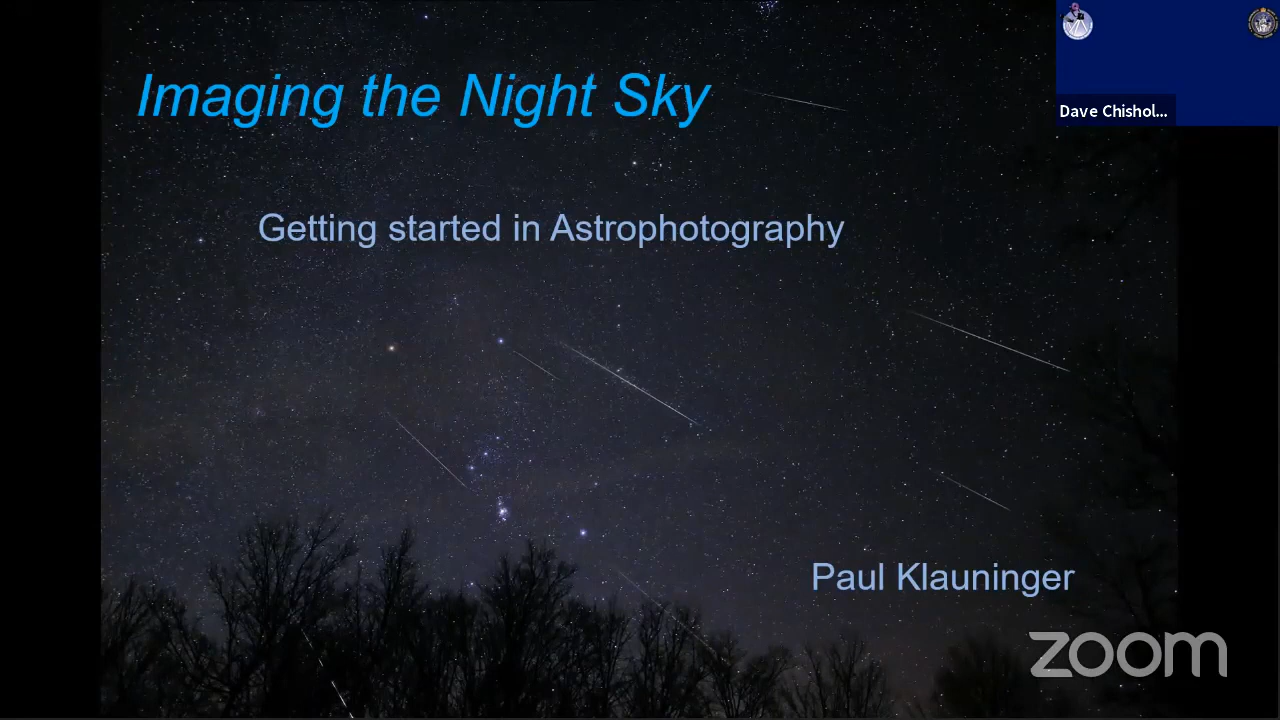 Imaging the Night Sky
Dave Chishol...
Getting started in Astrophotography
Paul Klauninger
zoom